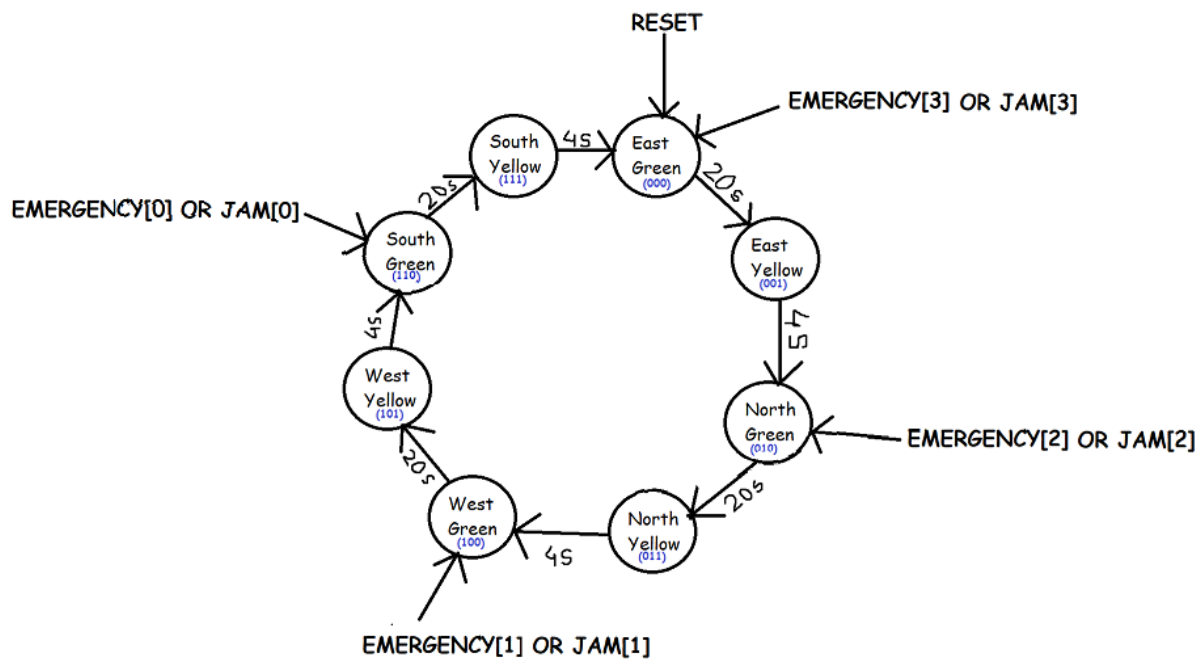 RESET
EMERGENCY[3] OR JAM[3]
South
Yellow
(111)
4s
East
Green
(000)
20s
20s
EMERGENCY[0] OR JAM[0]
South
Green
(110)
East
Yellow
(001)
4s
4s
West
Yellow
(101)
North
Green
(010)
EMERGENCY[2] OR JAM[2]
20s
20s
West
Green
(100)
4s
North
Yellow
(011)
EMERGENCY[1] OR JAM[1]